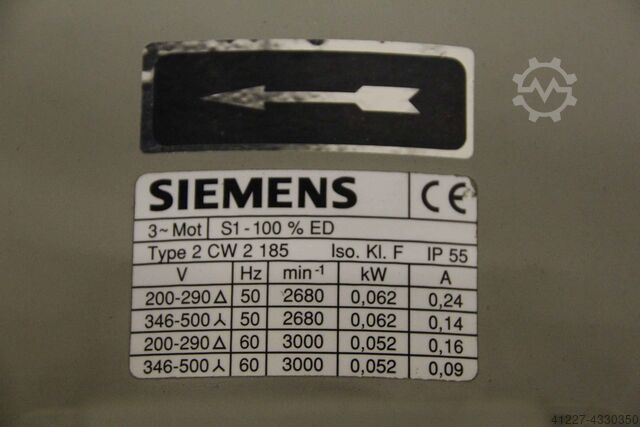 SIEMENS CE
3~ Mot S1 - 100 % ED
Type 2 CW 2 185 Iso. Kl. F IP 55
V Hz min⁻¹ kW A
200-290 Δ 50 2680 0,062 0,24
346-500 ⅄ 50 2680 0,062 0,14
200-290 Δ 60 3000 0,052 0,16
346-500 ⅄ 60 3000 0,052 0,09
41227-4330350